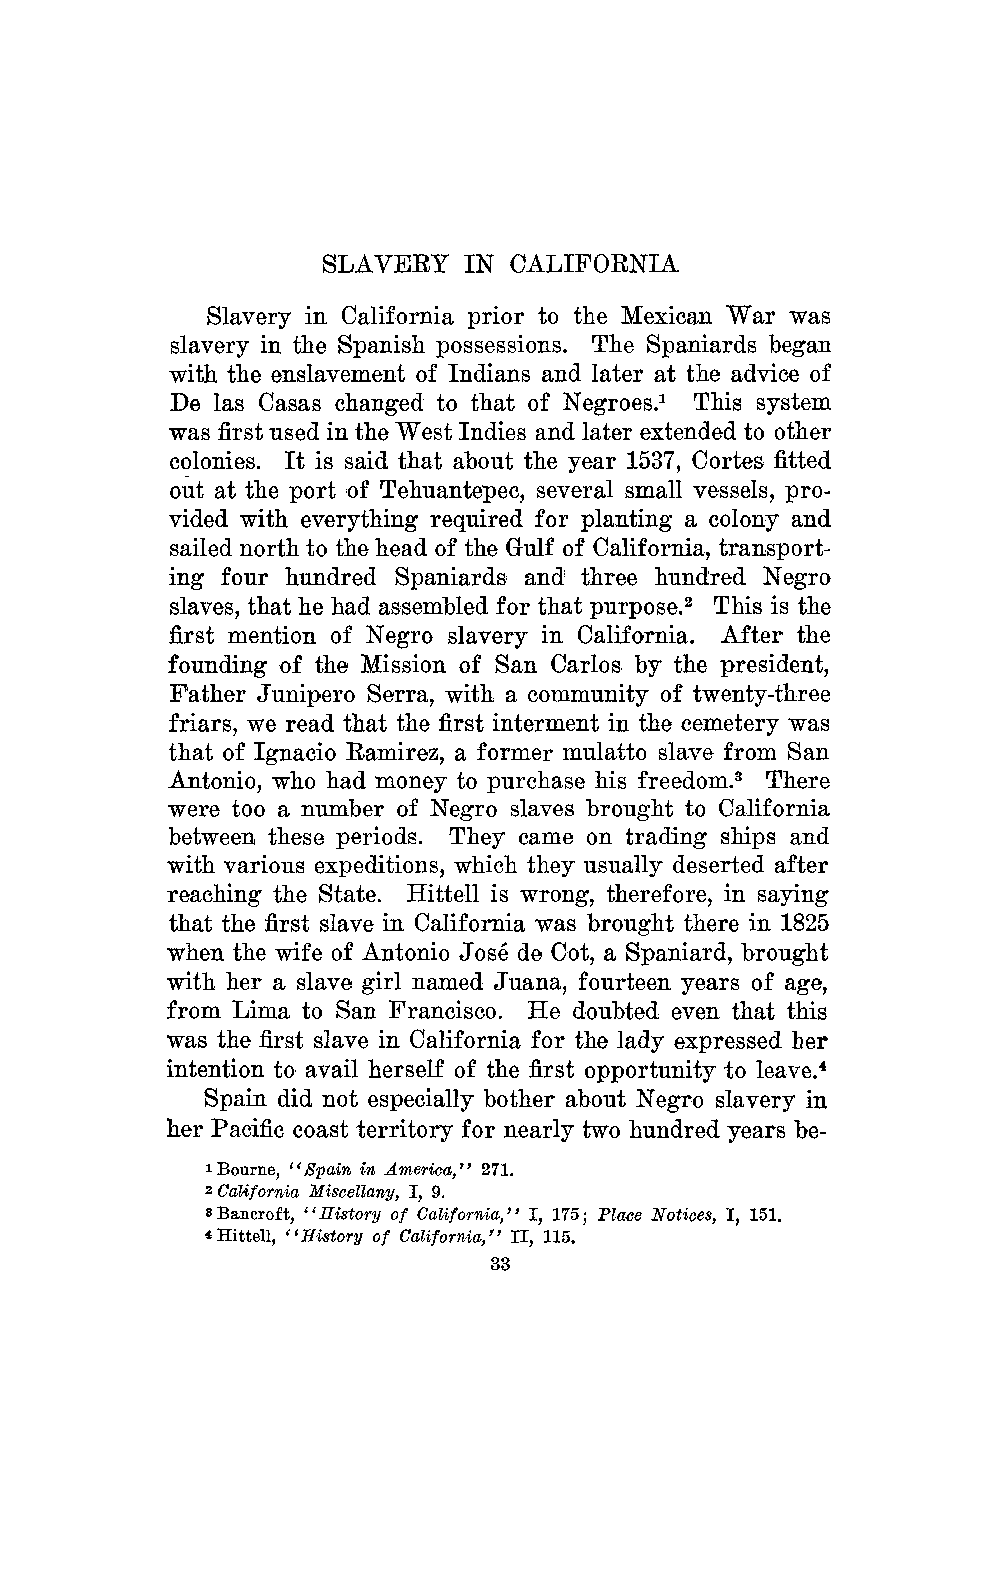 SLAVERY IN CALIFORNIA
Slavery in California prior to the Mexican War was
slavery in the Spanish possessions. The Spaniards began
with the enslavement of Indians and later at the advice of
De las Casas changed to that of Negroes.¹ This system
was first used in the West Indies and later extended to other
colonies. It is said that about the year 1537, Cortes fitted
out at the port of Tehuantepec, several small vessels, pro-
vided with everything required for planting a colony and
sailed north to the head of the Gulf of California, transport-
ing four hundred Spaniards and three hundred Negro
slaves, that he had assembled for that purpose.² This is the
first mention of Negro slavery in California. After the
founding of the Mission of San Carlos by the president,
Father Junipero Serra, with a community of twenty-three
friars, we read that the first interment in the cemetery was
that of Ignacio Ramirez, a former mulatto slave from San
Antonio, who had money to purchase his freedom.³ There
were too a number of Negro slaves brought to California
between these periods. They came on trading ships and
with various expeditions, which they usually deserted after
reaching the State. Hittell is wrong, therefore, in saying
that the first slave in California was brought there in 1825
when the wife of Antonio José de Cot, a Spaniard, brought
with her a slave girl named Juana, fourteen years of age,
from Lima to San Francisco. He doubted even that this
was the first slave in California for the lady expressed her
intention to avail herself of the first opportunity to leave.⁴
Spain did not especially bother about Negro slavery in
her Pacific coast territory for nearly two hundred years be-
¹ Bourne, ‘‘Spain in America,’’ 271.
² California Miscellany, I, 9.
³ Bancroft, ‘‘History of California,’’ I, 175; Place Notices, I, 151.
⁴ Hittell, ‘‘History of California,’’ II, 115.
33